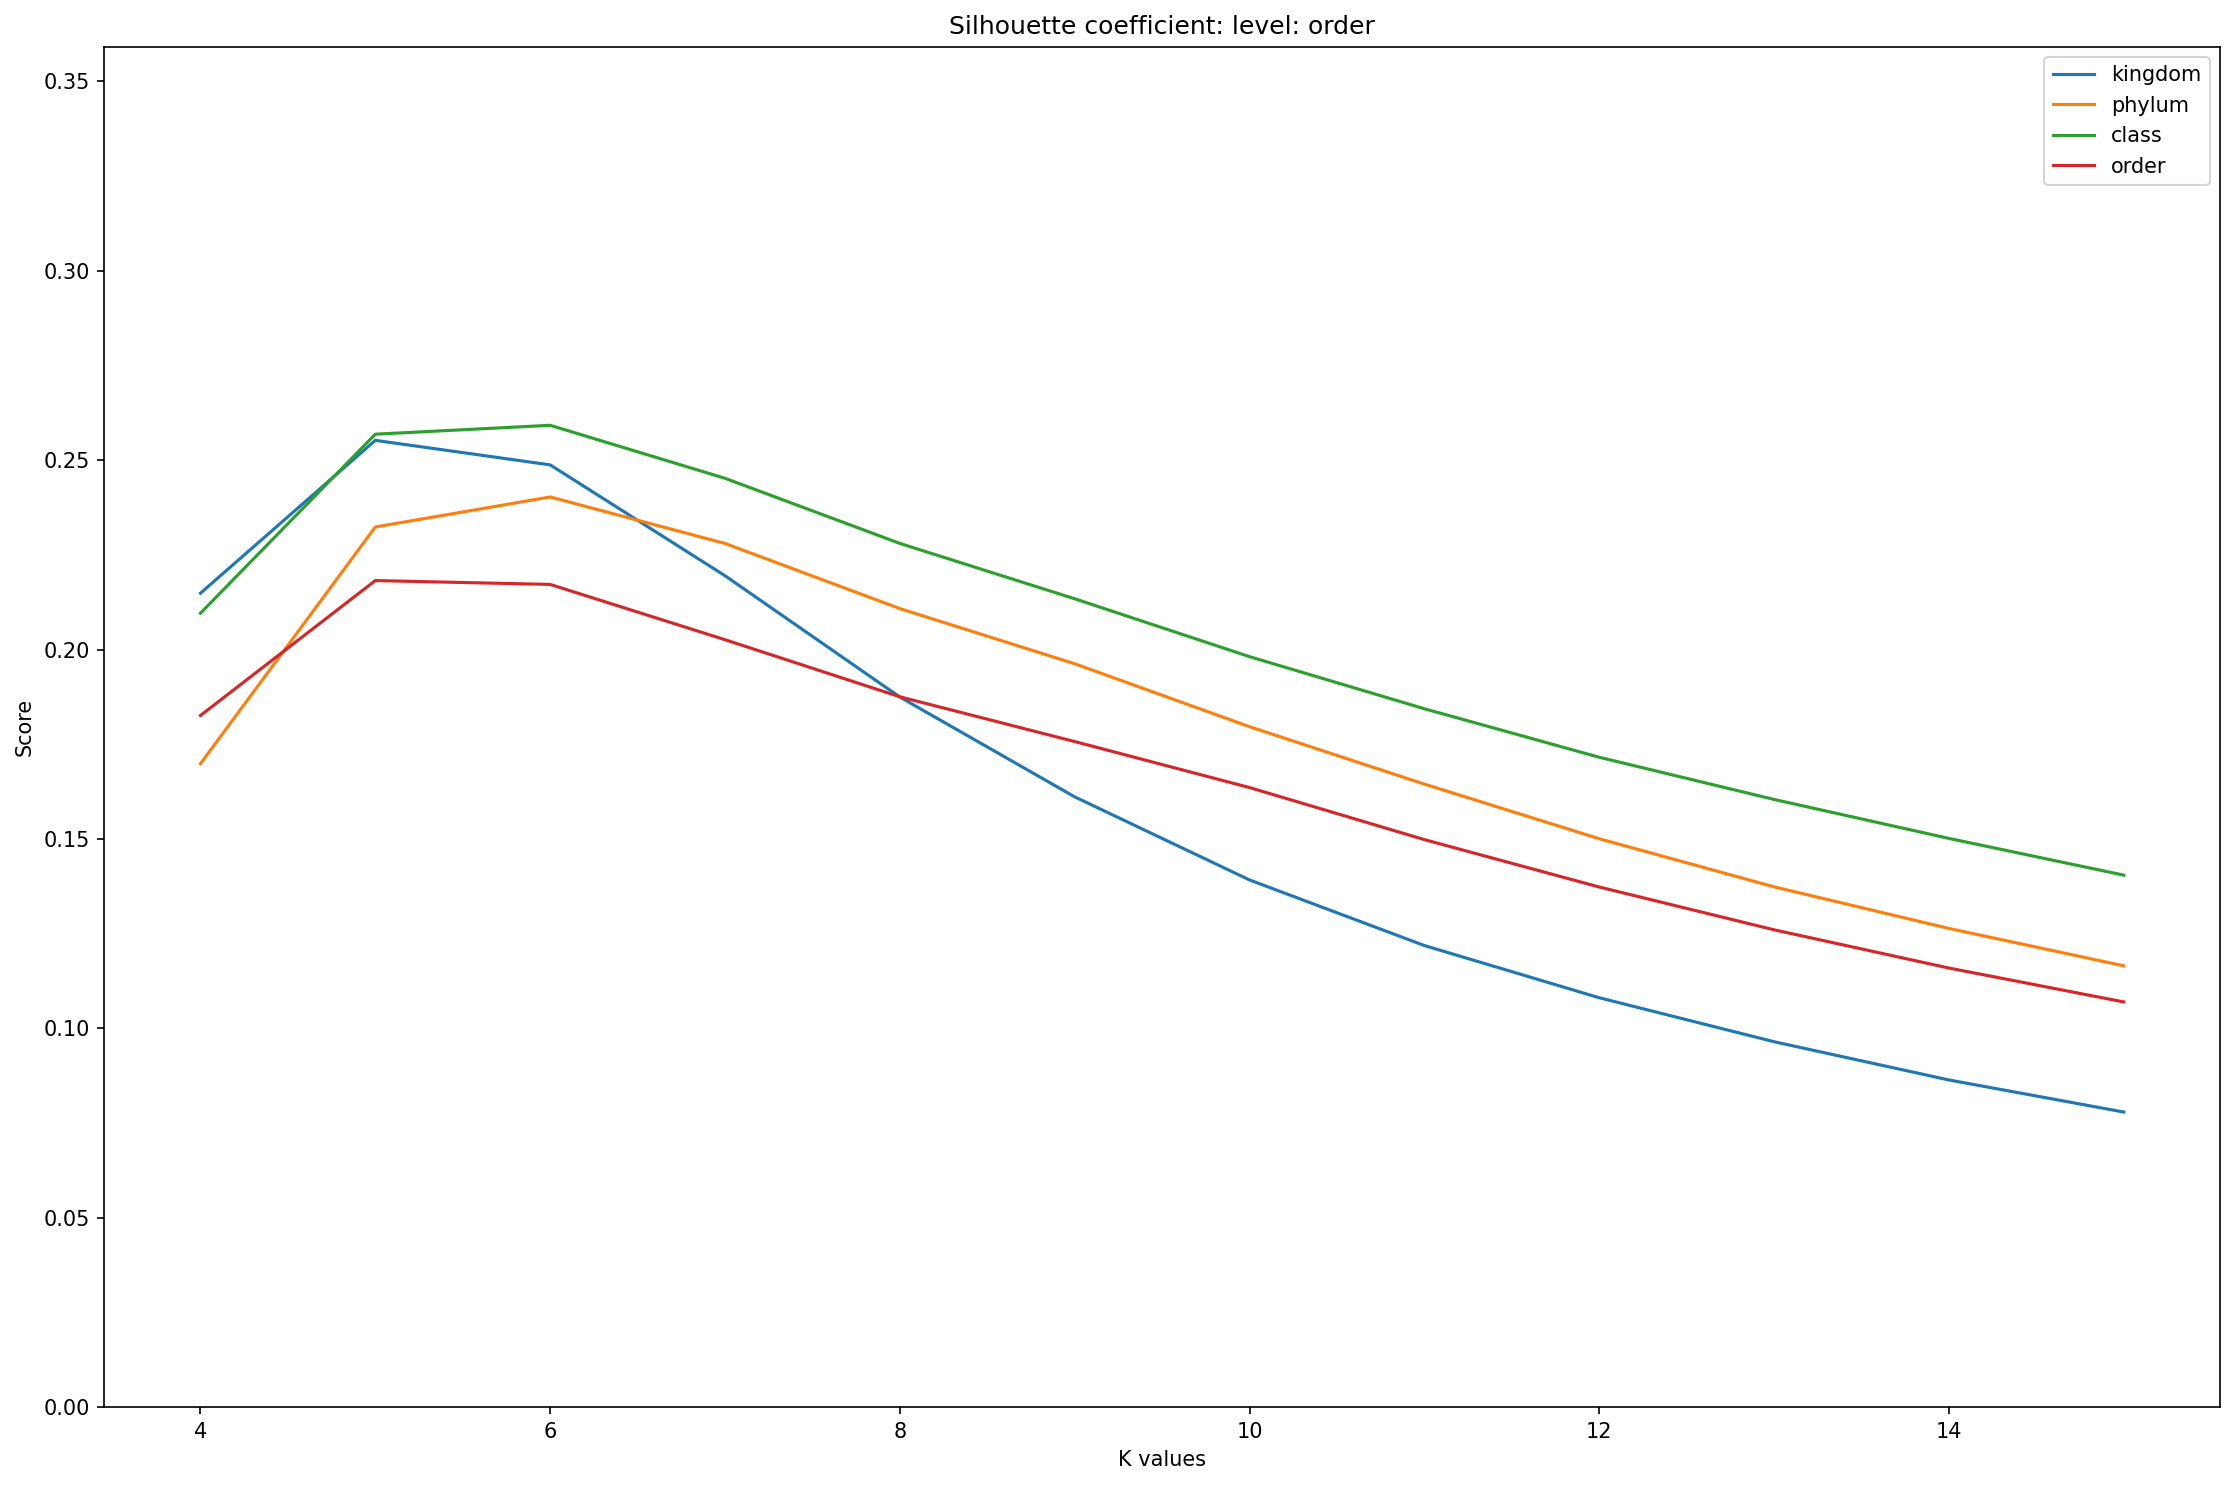 Silhouette coefficient: level: order
kingdom
phylum
class
order
0.35
0.30
0.25
0.20
0.15
0.10
0.05
0.00
Score
4 6 8 10 12 14
K values